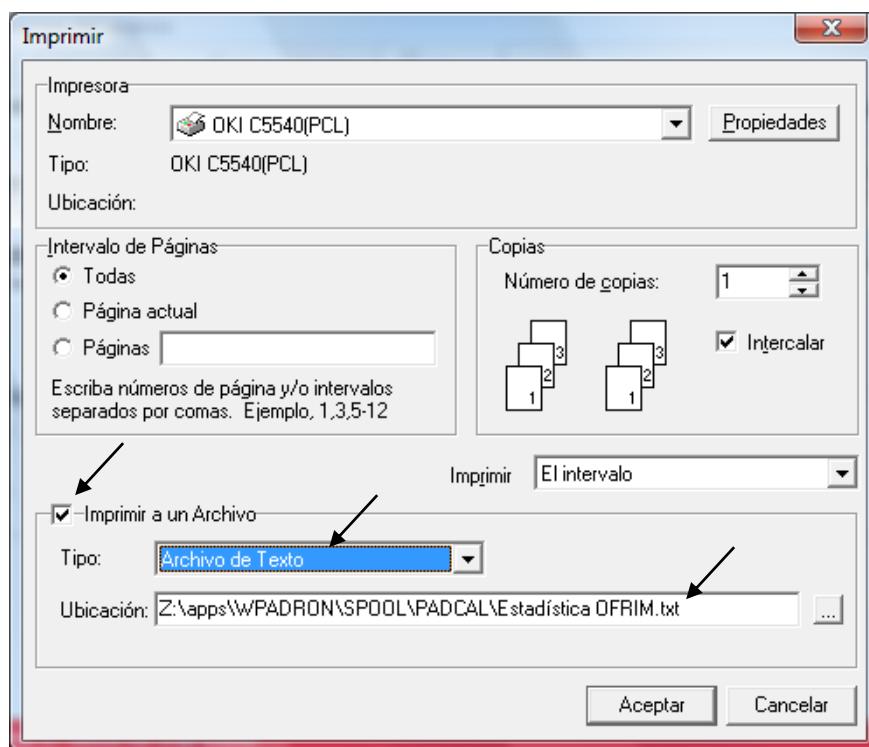 Imprimir
Impresora
Nombre: OKI C5540(PCL) Propiedades
Tipo: OKI C5540(PCL)
Ubicación:
Intervalo de Páginas
Todas
Página actual
Páginas
Escriba números de página y/o intervalos
separados por comas.  Ejemplo, 1,3,5-12
Copias
Número de copias: 1
1 2 3 1 2 3
Intercalar
Imprimir El intervalo
Imprimir a un Archivo
Tipo: Archivo de Texto
Ubicación: Z:\apps\WPADRON\SPOOL\PADCAL\Estadística OFRIM.txt ...
Aceptar Cancelar